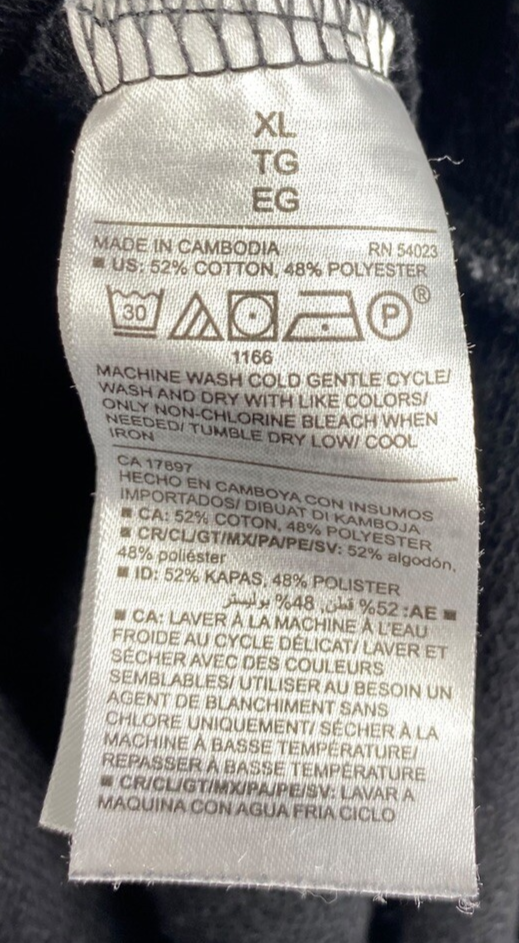 XL
TG
EG
MADE IN CAMBODIA RN 54023
■ US: 52% COTTON, 48% POLYESTER
30 P ®
1166
MACHINE WASH COLD GENTLE CYCLE/
WASH AND DRY WITH LIKE COLORS/
ONLY NON-CHLORINE BLEACH WHEN
NEEDED/ TUMBLE DRY LOW/ COOL
IRON
CA 17897
HECHO EN CAMBOYA CON INSUMOS
IMPORTADOS/ DIBUAT DI KAMBOJA
■ CA: 52% COTON, 48% POLYESTER
■ CR/CL/GT/MX/PA/PE/SV: 52% algodón,
48% poliéster
■ ID: 52% KAPAS, 48% POLISTER
■ AE: 52% قطن, 48% بوليستر
■ CA: LAVER À LA MACHINE À L'EAU
FROIDE AU CYCLE DÉLICAT/ LAVER ET
SÉCHER AVEC DES COULEURS
SEMBLABLES/ UTILISER AU BESOIN UN
AGENT DE BLANCHIMENT SANS
CHLORE UNIQUEMENT/ SÉCHER À LA
MACHINE À BASSE TEMPÉRATURE/
REPASSER À BASSE TEMPÉRATURE
■ CR/CL/GT/MX/PA/PE/SV: LAVAR A
MAQUINA CON AGUA FRIA CICLO